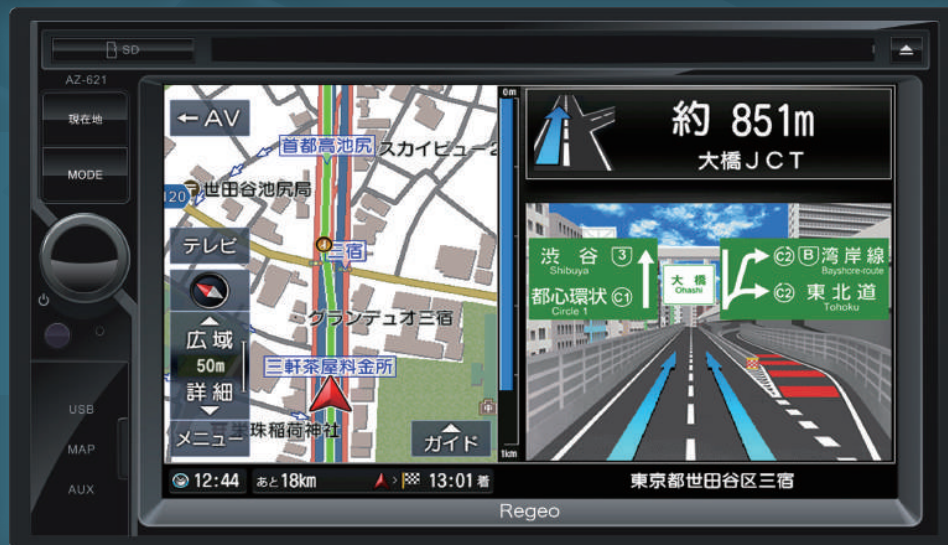 SD
AZ-621
現在地
MODE
USB
MAP
AUX
← AV
首都高池尻
スカイビュー2
世田谷池尻局
120
テレビ
三宿
グランデュオ三宿
広域
50m
詳細
三軒茶屋料金所
メニュー
栄珠稲荷神社
ガイド
0m
1km
約 851m
大橋JCT
渋谷 3
Shibuya
都心環状 C1
Circle 1
大橋
Ohashi
C2 B 湾岸線
Bayshore-route
C2 東北道
Tohoku
12:44
あと18km
13:01着
東京都世田谷区三宿
Regeo